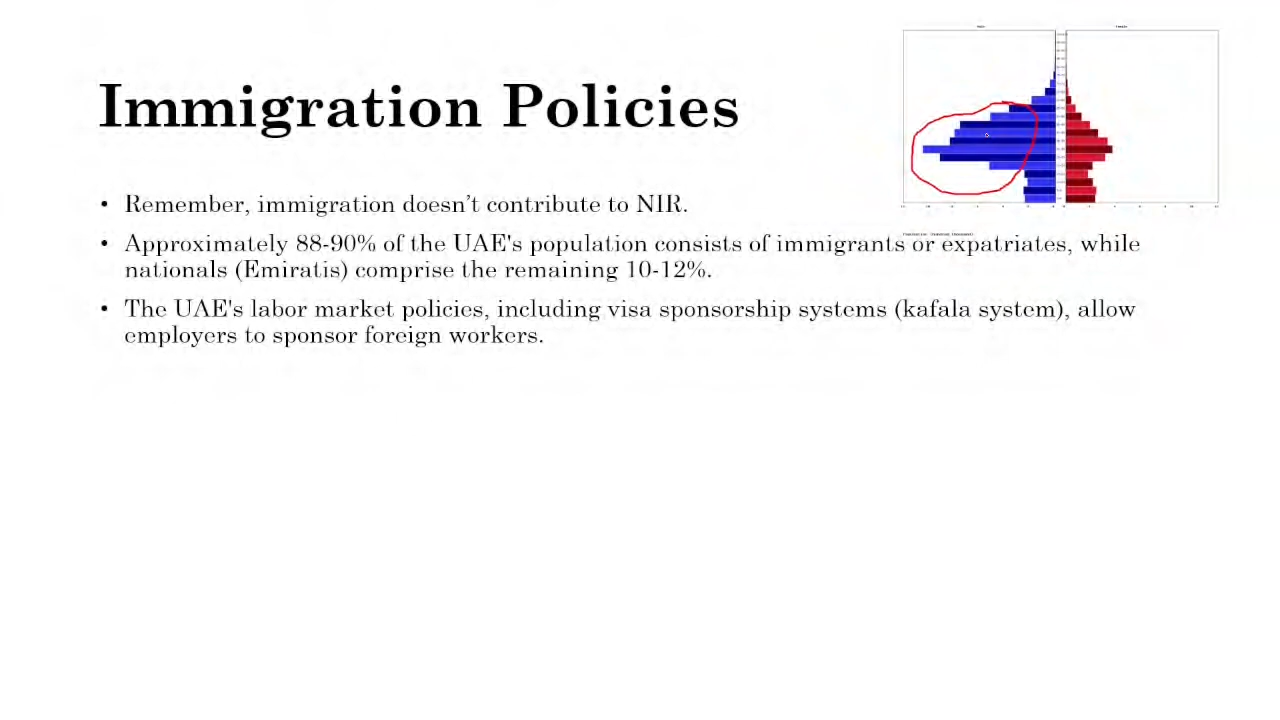 Immigration Policies
• Remember, immigration doesn't contribute to NIR.
• Approximately 88-90% of the UAE's population consists of immigrants or expatriates, while
nationals (Emiratis) comprise the remaining 10-12%.
• The UAE's labor market policies, including visa sponsorship systems (kafala system), allow
employers to sponsor foreign workers.